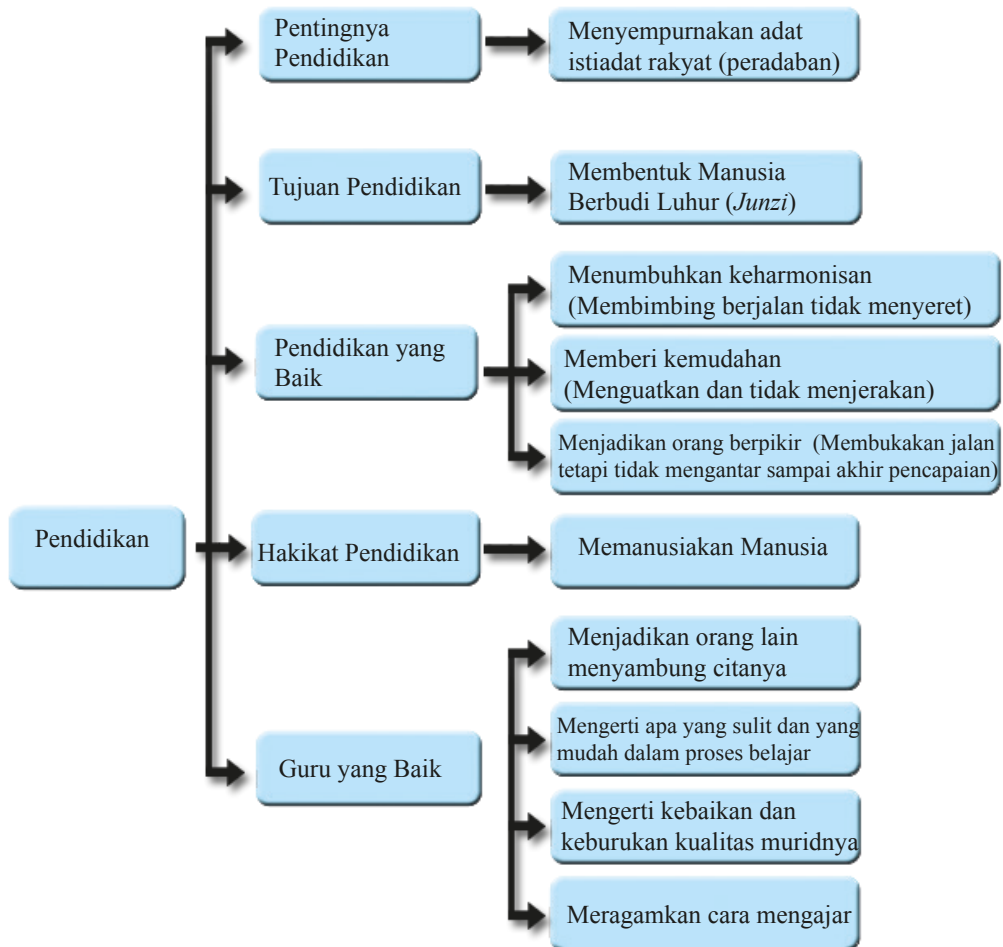 Pentingnya
Pendidikan
Menyempurnakan adat
istiadat rakyat (peradaban)
Tujuan Pendidikan
Membentuk Manusia
Berbudi Luhur (Junzi)
Pendidikan yang
Baik
Menumbuhkan keharmonisan
(Membimbing berjalan tidak menyeret)
Memberi kemudahan
(Menguatkan dan tidak menjerakan)
Menjadikan orang berpikir (Membukakan jalan
tetapi tidak mengantar sampai akhir pencapaian)
Pendidikan
Hakikat Pendidikan
Memanusiakan Manusia
Guru yang Baik
Menjadikan orang lain
menyambung citanya
Mengerti apa yang sulit dan yang
mudah dalam proses belajar
Mengerti kebaikan dan
keburukan kualitas muridnya
Meragamkan cara mengajar